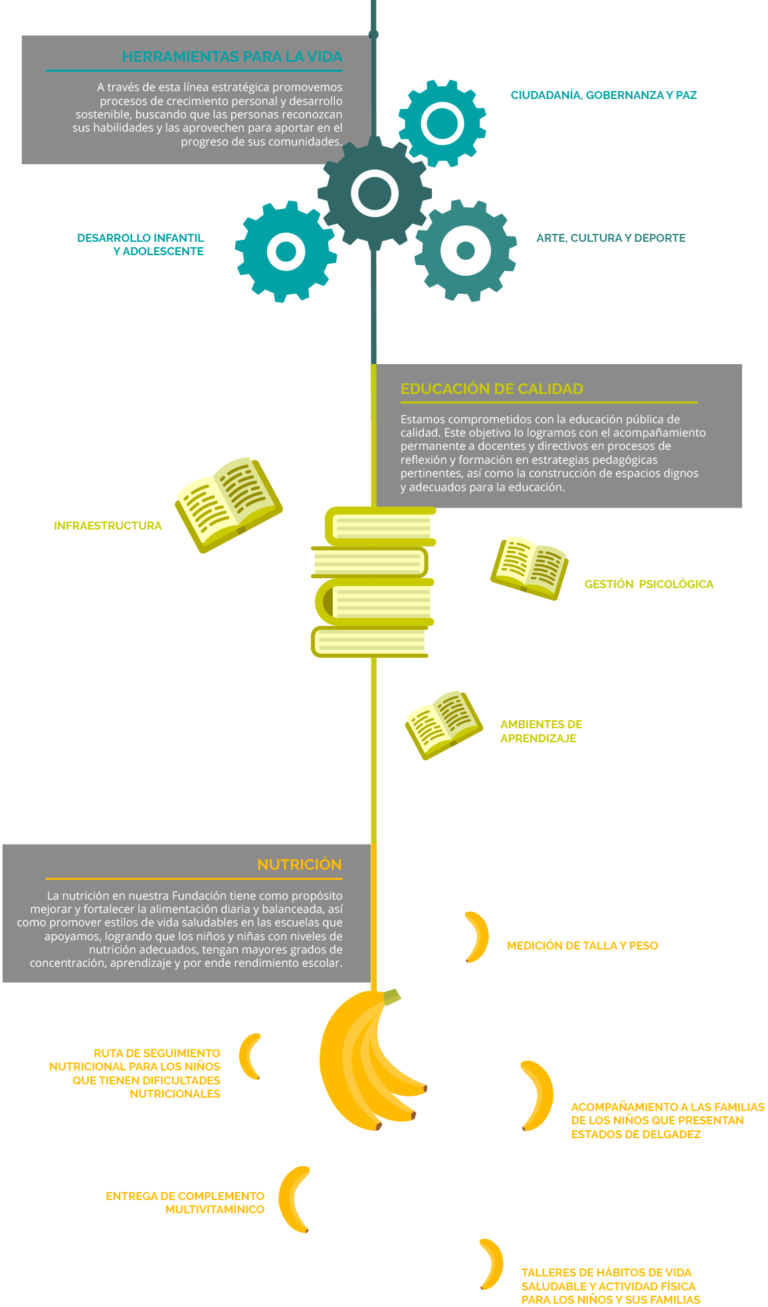 HERRAMIENTAS PARA LA VIDA
A través de esta línea estratégica promovemos
procesos de crecimiento personal y desarrollo
sostenible, buscando que las personas reconozcan
sus habilidades y las aprovechen para aportar en el
progreso de sus comunidades.
CIUDADANÍA, GOBERNANZA Y PAZ
DESARROLLO INFANTIL
Y ADOLESCENTE
ARTE, CULTURA Y DEPORTE
EDUCACIÓN DE CALIDAD
Estamos comprometidos con la educación pública de
calidad. Este objetivo lo logramos con el acompañamiento
permanente a docentes y directivos en procesos de
reflexión y formación en estrategias pedagógicas
pertinentes, así como la construcción de espacios dignos
y adecuados para la educación.
INFRAESTRUCTURA
GESTIÓN PSICOLÓGICA
AMBIENTES DE
APRENDIZAJE
NUTRICIÓN
La nutrición en nuestra Fundación tiene como propósito
mejorar y fortalecer la alimentación diaria y balanceada, así
como promover estilos de vida saludables en las escuelas que
apoyamos, logrando que los niños y niñas con niveles de
nutrición adecuados, tengan mayores grados de
concentración, aprendizaje y por ende rendimiento escolar.
MEDICIÓN DE TALLA Y PESO
RUTA DE SEGUIMIENTO
NUTRICIONAL PARA LOS NIÑOS
QUE TIENEN DIFICULTADES
NUTRICIONALES
ACOMPAÑAMIENTO A LAS FAMILIAS
DE LOS NIÑOS QUE PRESENTAN
ESTADOS DE DELGADEZ
ENTREGA DE COMPLEMENTO
MULTIVITAMÍNICO
TALLERES DE HÁBITOS DE VIDA
SALUDABLE Y ACTIVIDAD FÍSICA
PARA LOS NIÑOS Y SUS FAMILIAS